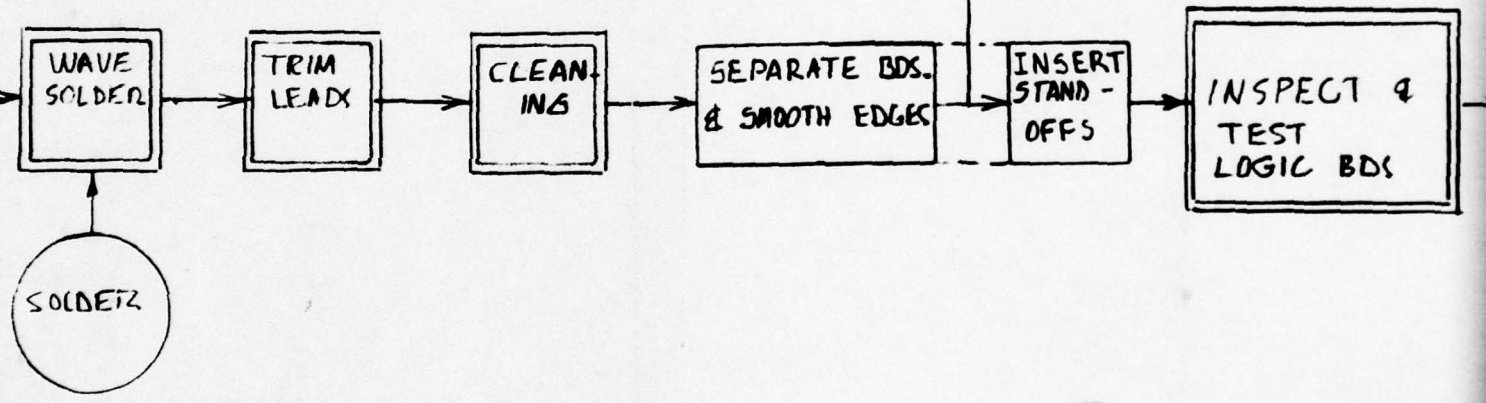 WAVE
SOLDER
TRIM
LEADS
CLEAN-
ING
SEPARATE BDS.
& SMOOTH EDGES
INSERT
STAND-
OFFS
INSPECT &
TEST
LOGIC BDS
SOLDER